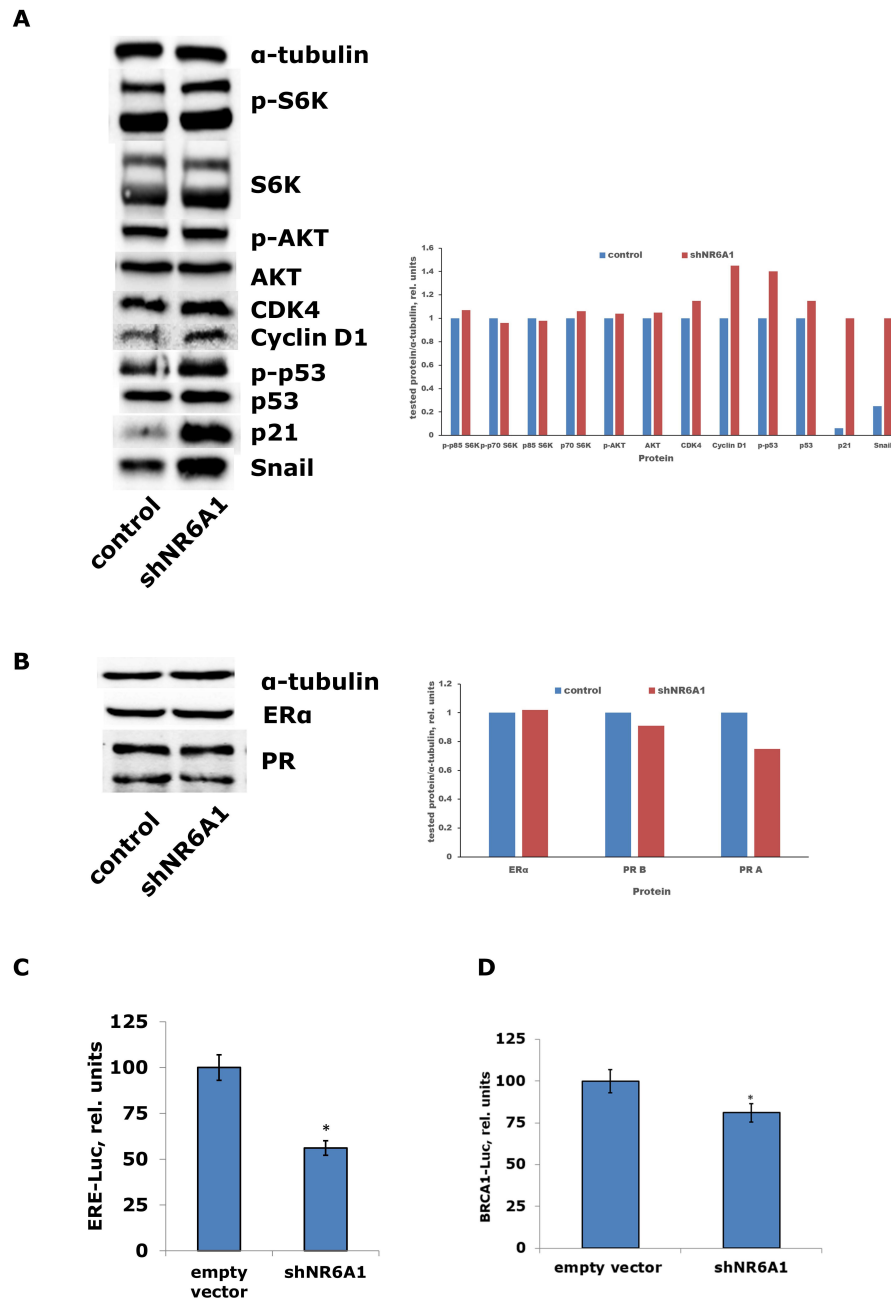 A
α-tubulin
p-S6K
S6K
p-AKT
AKT
CDK4
Cyclin D1
p-p53
p53
p21
Snail
control
shNR6A1
tested protein/α-tubulin, rel. units
1.6
1.4
1.2
1
0.8
0.6
0.4
0.2
0
control shNR6A1
p-p85 S6K p-p70 S6K p85 S6K p70 S6K p-AKT AKT CDK4 Cyclin D1 p-p53 p53 p21 Snail
Protein
B
α-tubulin
ERα
PR
control
shNR6A1
tested protein/α-tubulin, rel. units
1.2
1
0.8
0.6
0.4
0.2
0
control shNR6A1
ERα PR B PR A
Protein
C
ERE-Luc, rel. units
125
100
75
50
25
0
*
empty
vector
shNR6A1
D
BRCA1-Luc, rel. units
125
100
75
50
25
0
*
empty vector shNR6A1